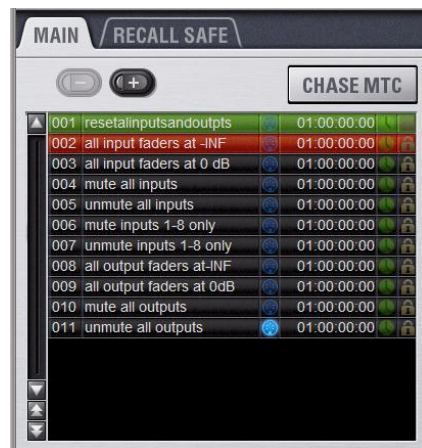 MAIN RECALL SAFE
CHASE MTC
001 resetalinputsandoutpts 01:00:00:00
002 all input faders at -INF 01:00:00:00
003 all input faders at 0 dB 01:00:00:00
004 mute all inputs 01:00:00:00
005 unmute all inputs 01:00:00:00
006 mute inputs 1-8 only 01:00:00:00
007 unmute inputs 1-8 only 01:00:00:00
008 all output faders at-INF 01:00:00:00
009 all output faders at 0dB 01:00:00:00
010 mute all outputs 01:00:00:00
011 unmute all outputs 01:00:00:00